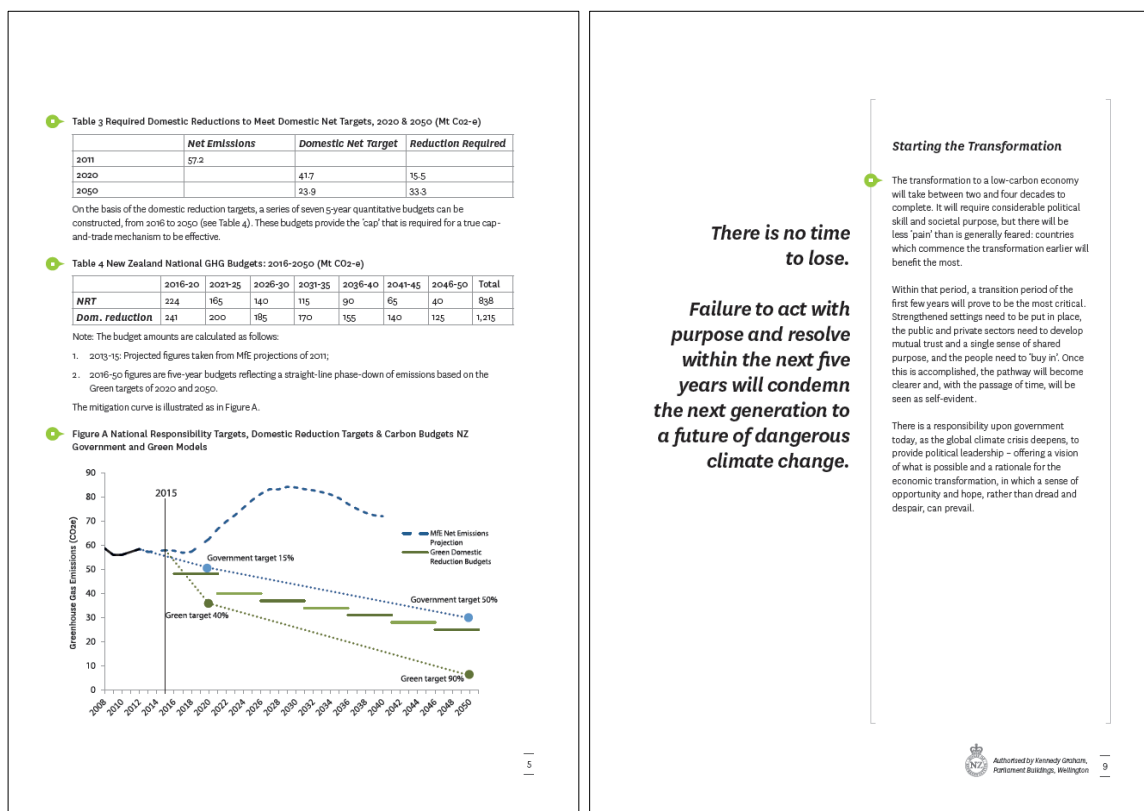 Table 3 Required Domestic Reductions to Meet Domestic Net Targets, 2020 & 2050 (Mt Co2-e)
Net Emissions Domestic Net Target Reduction Required
2011 57.2
2020 41.7 15.5
2050 23.9 33.3
On the basis of the domestic reduction targets, a series of seven 5-year quantitative budgets can be
constructed, from 2016 to 2050 (see Table 4). These budgets provide the 'cap' that is required for a true cap-
and-trade mechanism to be effective.
Table 4 New Zealand National GHG Budgets: 2016-2050 (Mt CO2-e)
2016-20 2021-25 2026-30 2031-35 2036-40 2041-45 2046-50 Total
NRT 224 165 140 115 90 65 40 838
Dom. reduction 241 200 185 170 155 140 125 1,215
Note: The budget amounts are calculated as follows:
1. 2013-15: Projected figures taken from MfE projections of 2011;
2. 2016-50 figures are five-year budgets reflecting a straight-line phase-down of emissions based on the
Green targets of 2020 and 2050.
The mitigation curve is illustrated as in Figure A.
Figure A National Responsibility Targets, Domestic Reduction Targets & Carbon Budgets NZ
Government and Green Models
Greenhouse Gas Emissions (CO2e)
90
80
70
60
50
40
30
20
10
0
2015
MfE Net Emissions
Projection
Green Domestic
Reduction Budgets
Government target 15%
Government target 50%
Green target 40%
Green target 90%
2008 2010 2012 2014 2016 2018 2020 2022 2024 2026 2028 2030 2032 2034 2036 2038 2040 2042 2044 2046 2048 2050
5
There is no time
to lose.
Failure to act with
purpose and resolve
within the next five
years will condemn
the next generation to
a future of dangerous
climate change.
Starting the Transformation
The transformation to a low-carbon economy
will take between two and four decades to
complete. It will require considerable political
skill and societal purpose, but there will be
less 'pain' than is generally feared: countries
which commence the transformation earlier will
benefit the most.
Within that period, a transition period of the
first few years will prove to be the most critical.
Strengthened settings need to be put in place,
the public and private sectors need to develop
mutual trust and a single sense of shared
purpose, and the people need to 'buy in'. Once
this is accomplished, the pathway will become
clearer and, with the passage of time, will be
seen as self-evident.
There is a responsibility upon government
today, as the global climate crisis deepens, to
provide political leadership – offering a vision
of what is possible and a rationale for the
economic transformation, in which a sense of
opportunity and hope, rather than dread and
despair, can prevail.
NZ
Authorised by Kennedy Graham,
Parliament Buildings, Wellington
9